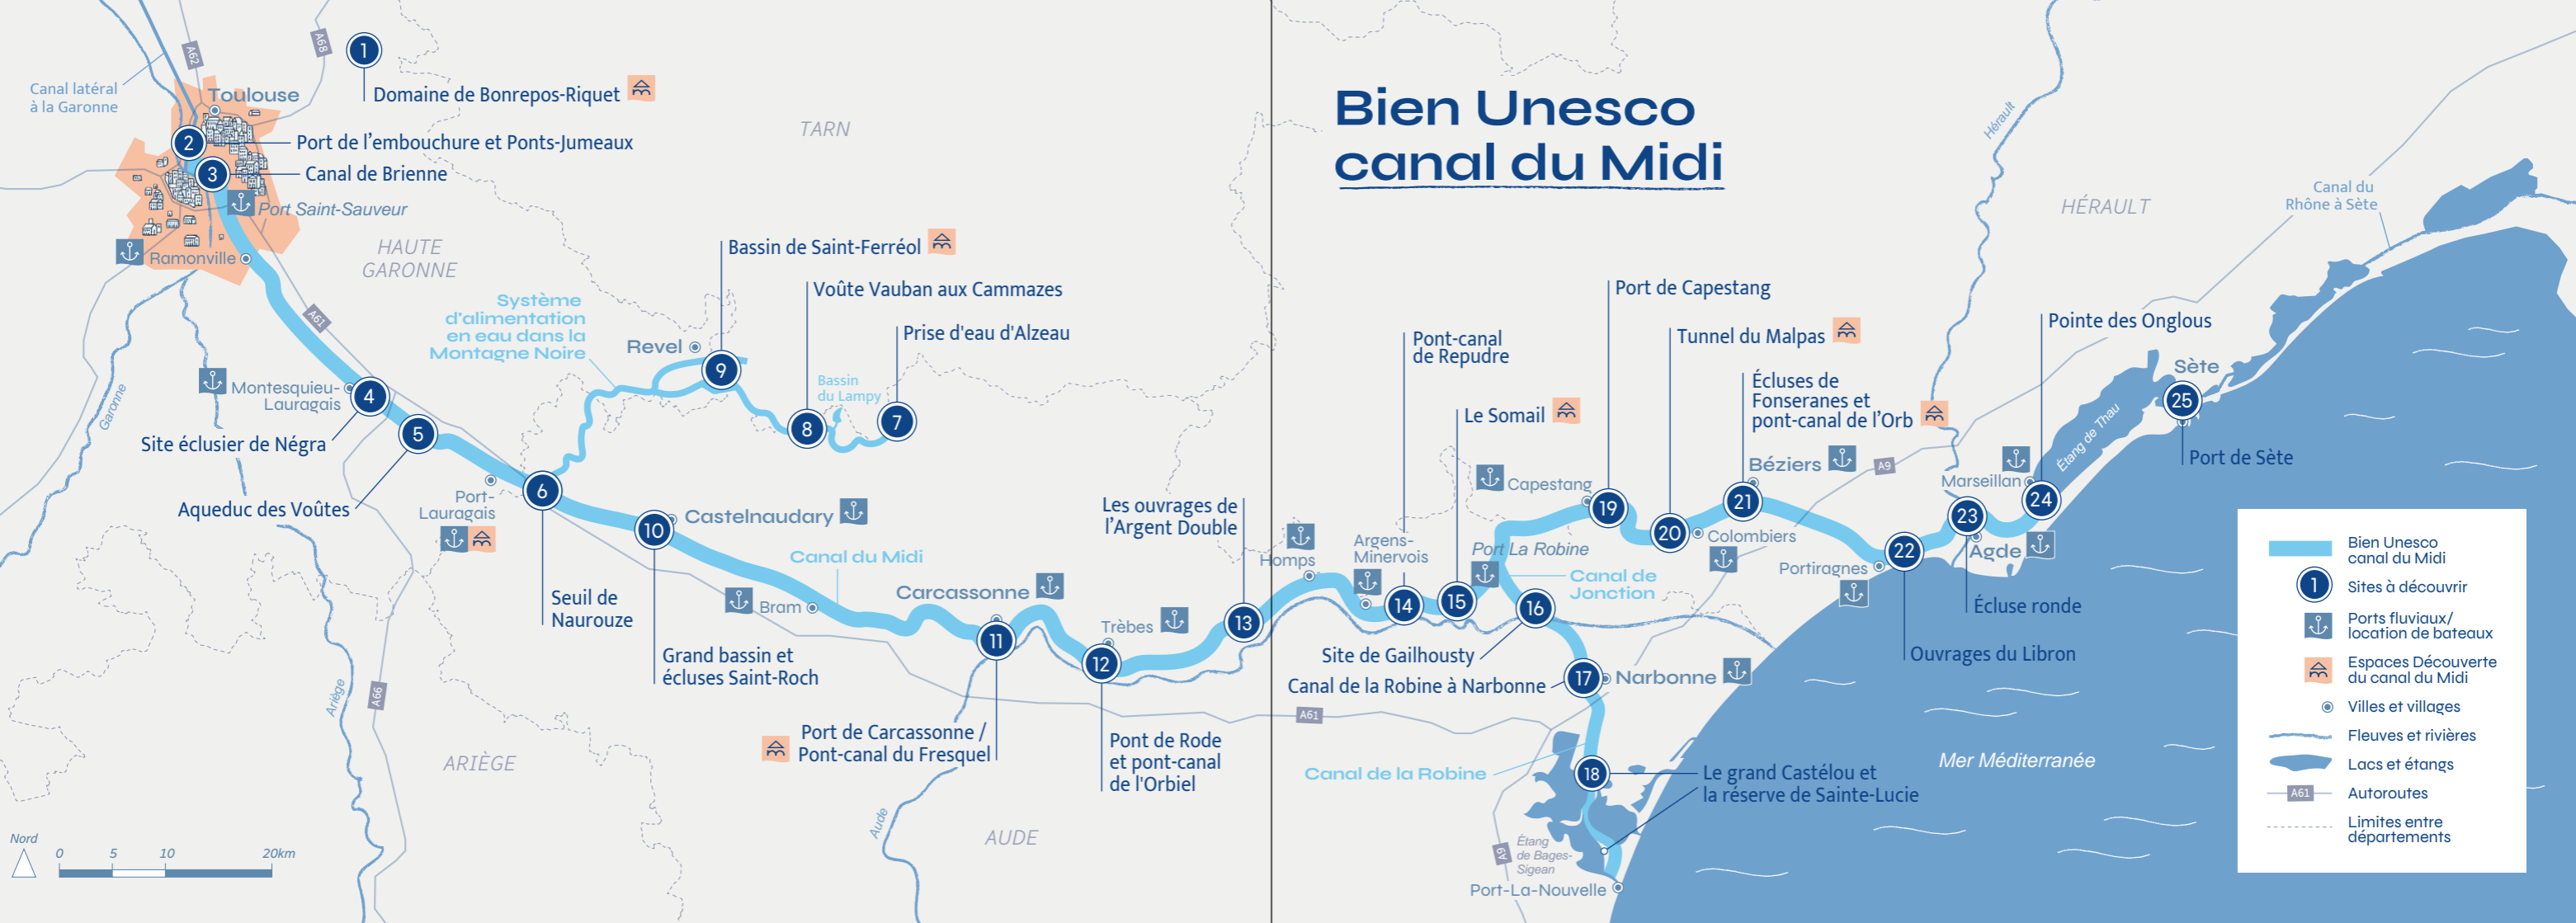 Bien Unesco
canal du Midi
A62
A68
1
Domaine de Bonrepos-Riquet
Canal latéral
à la Garonne
Toulouse
2
Port de l’embouchure et Ponts-Jumeaux
3
Canal de Brienne
Port Saint-Sauveur
Ramonville
HAUTE
GARONNE
TARN
A61
Garonne
Système
d'alimentation
en eau dans la
Montagne Noire
Revel
Bassin de Saint-Ferréol
9
Voûte Vauban aux Cammazes
8
Bassin
du Lampy
Prise d'eau d'Alzeau
7
Montesquieu-
Lauragais
4
Site éclusier de Négra
5
Aqueduc des Voûtes
Port-
Lauragais
6
Seuil de
Naurouze
10
Castelnaudary
Grand bassin et
écluses Saint-Roch
Canal du Midi
Bram
Carcassonne
11
Port de Carcassonne /
Pont-canal du Fresquel
Trèbes
12
Pont de Rode
et pont-canal
de l'Orbiel
Les ouvrages de
l’Argent Double
13
Homps
Argens-
Minervois
Pont-canal
de Repudre
14
Le Somail
15
Port La Robine
Canal de
Jonction
16
Site de Gailhousty
17
Canal de la Robine à Narbonne
Narbonne
A61
Canal de la Robine
18
Le grand Castélou et
la réserve de Sainte-Lucie
Étang
de Bages-
Sigean
A9
Port-La-Nouvelle
Capestang
Port de Capestang
19
Tunnel du Malpas
20
Colombiers
Écluses de
Fonseranes et
pont-canal de l’Orb
21
Béziers
A9
Portiragnes
22
Ouvrages du Libron
23
Écluse ronde
Agde
Marseillan
24
Pointe des Onglous
Étang de Thau
Sète
25
Port de Sète
Hérault
HÉRAULT
Canal du
Rhône à Sète
Mer Méditerranée
Ariège
A66
ARIÈGE
Aude
AUDE
Nord
0
5
10
20km
Bien Unesco
canal du Midi
1
Sites à découvrir
Ports fluviaux/
location de bateaux
Espaces Découverte
du canal du Midi
Villes et villages
Fleuves et rivières
Lacs et étangs
A61
Autoroutes
Limites entre
départements